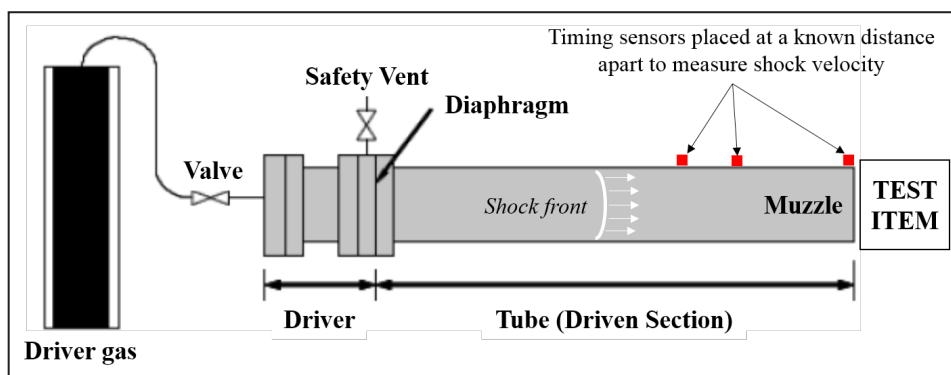 Timing sensors placed at a known distance
apart to measure shock velocity
Safety Vent
Diaphragm
Valve
Shock front
Muzzle
TEST
ITEM
Driver
Tube (Driven Section)
Driver gas